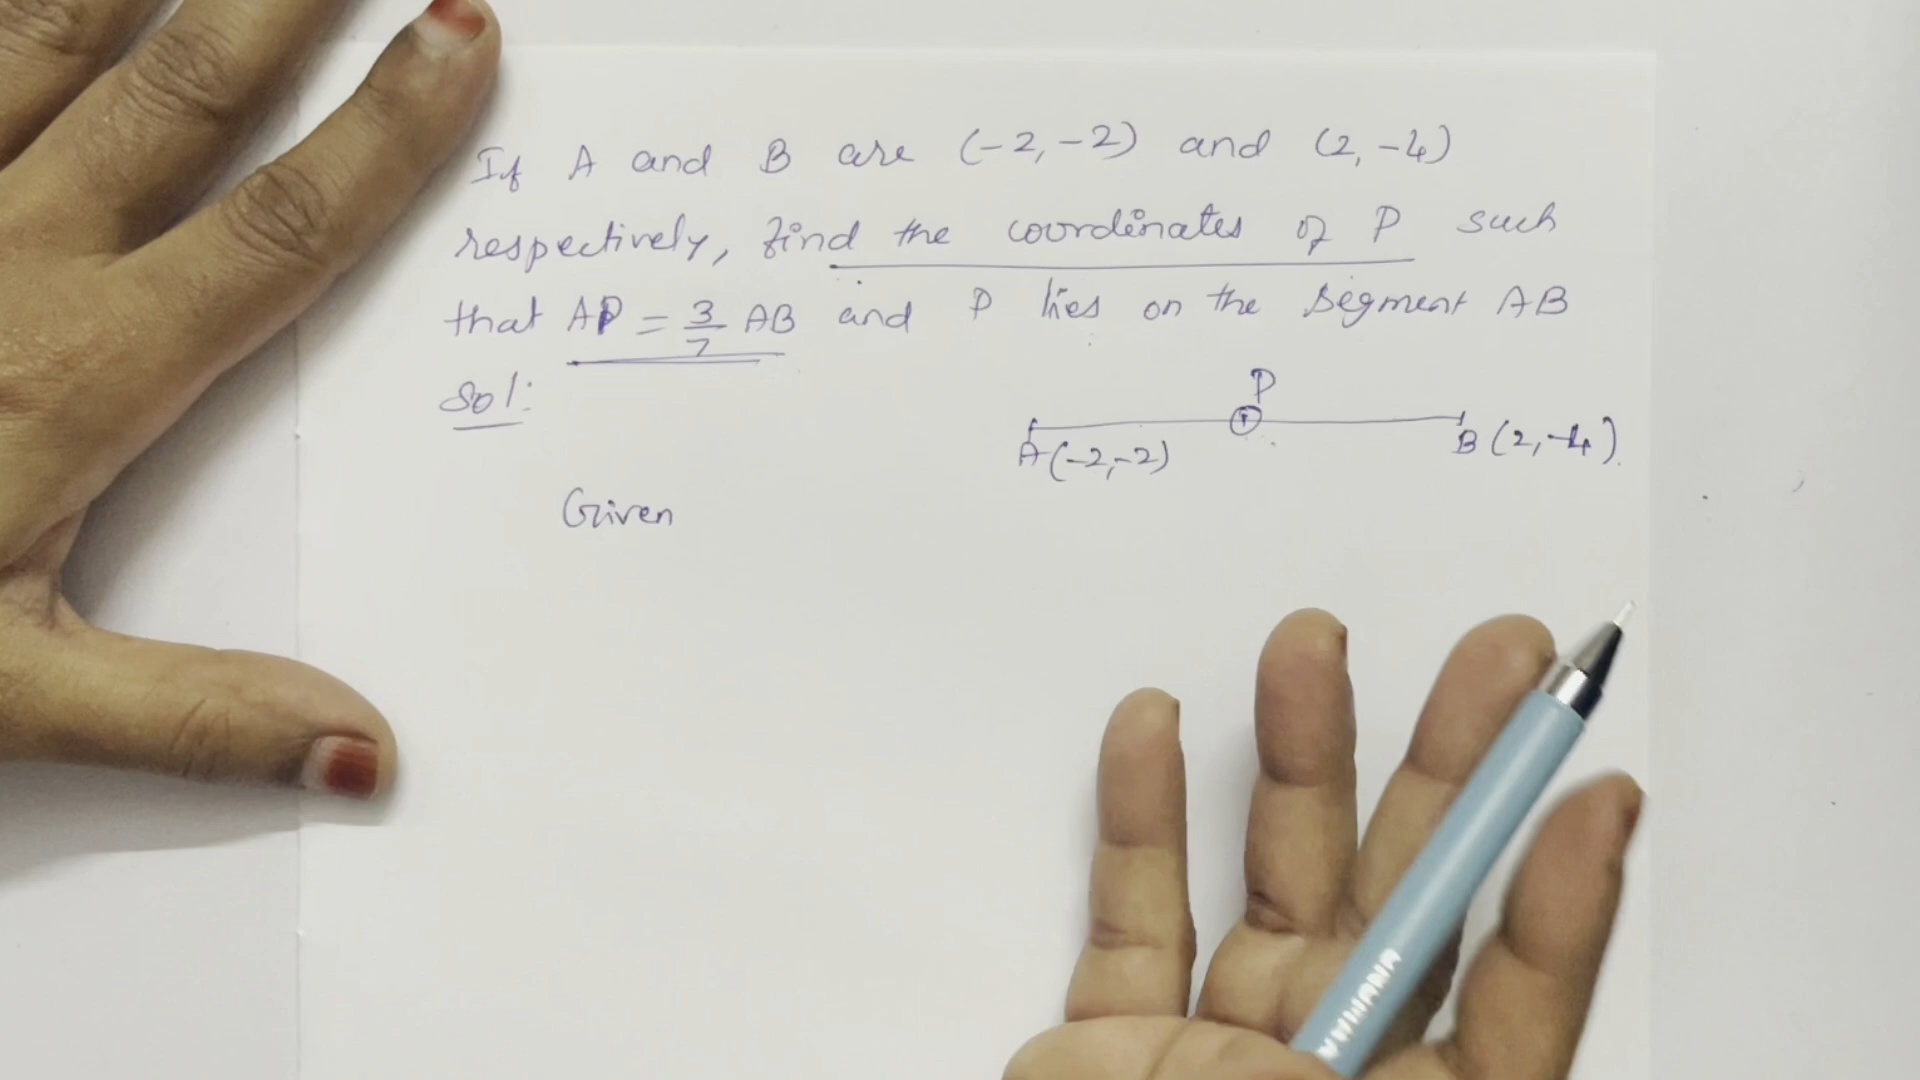 If A and B are (-2,-2) and (2,-4)
respectively, find the coordinates of P such
that AP = 3/7 AB and P lies on the segment AB
Sol:
P
A(-2,-2)
B(2,-4).
Given